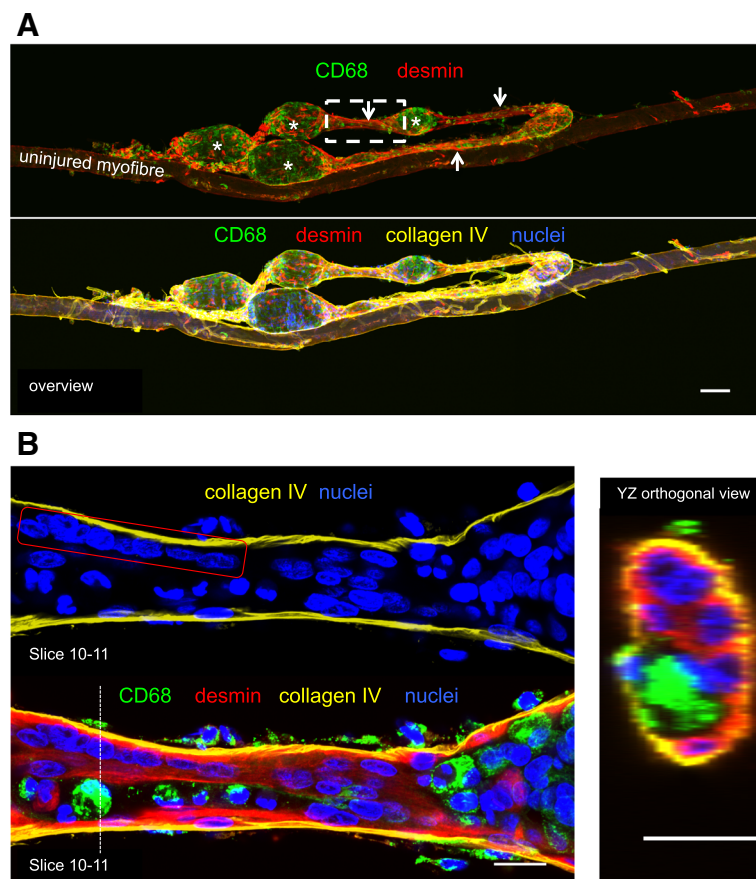 A
CD68 desmin
* * * *
uninjured myofibre
CD68 desmin collagen IV nuclei
overview
B
collagen IV nuclei
Slice 10-11
CD68 desmin collagen IV nuclei
Slice 10-11
YZ orthogonal view